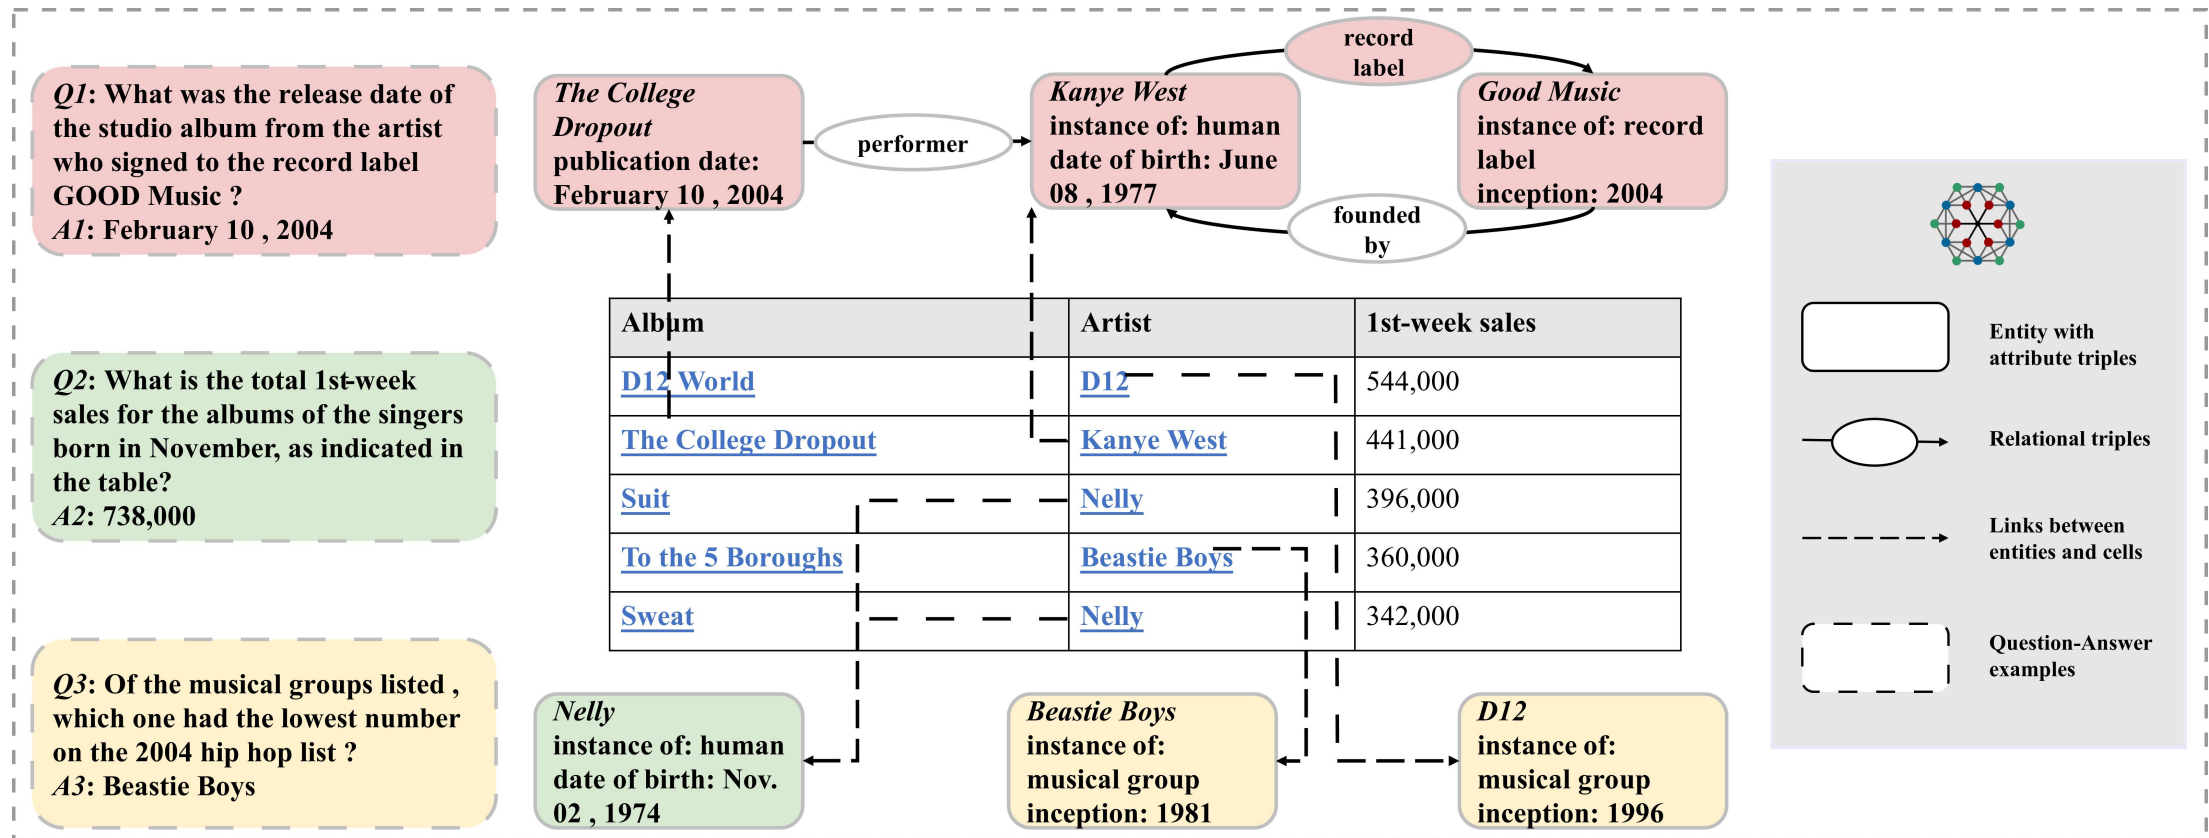 Q1: What was the release date of
the studio album from the artist
who signed to the record label
GOOD Music ?
A1: February 10 , 2004
Q2: What is the total 1st-week
sales for the albums of the singers
born in November, as indicated in
the table?
A2: 738,000
Q3: Of the musical groups listed ,
which one had the lowest number
on the 2004 hip hop list ?
A3: Beastie Boys
The College
Dropout
publication date:
February 10 , 2004
performer
Kanye West
instance of: human
date of birth: June
08 , 1977
record
label
founded
by
Good Music
instance of: record
label
inception: 2004
Album Artist 1st-week sales
D12 World D12 544,000
The College Dropout Kanye West 441,000
Suit Nelly 396,000
To the 5 Boroughs Beastie Boys 360,000
Sweat Nelly 342,000
Nelly
instance of: human
date of birth: Nov.
02 , 1974
Beastie Boys
instance of:
musical group
inception: 1981
D12
instance of:
musical group
inception: 1996
Entity with
attribute triples
Relational triples
Links between
entities and cells
Question-Answer
examples